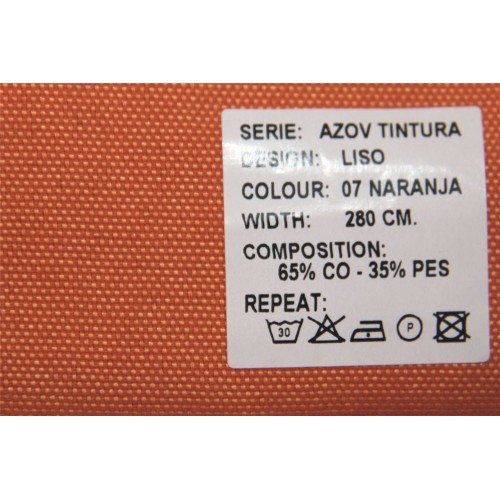 SERIE: AZOV TINTURA
DESIGN: LISO
COLOUR: 07 NARANJA
WIDTH: 280 CM.
COMPOSITION:
65% CO - 35% PES
REPEAT:
30 P